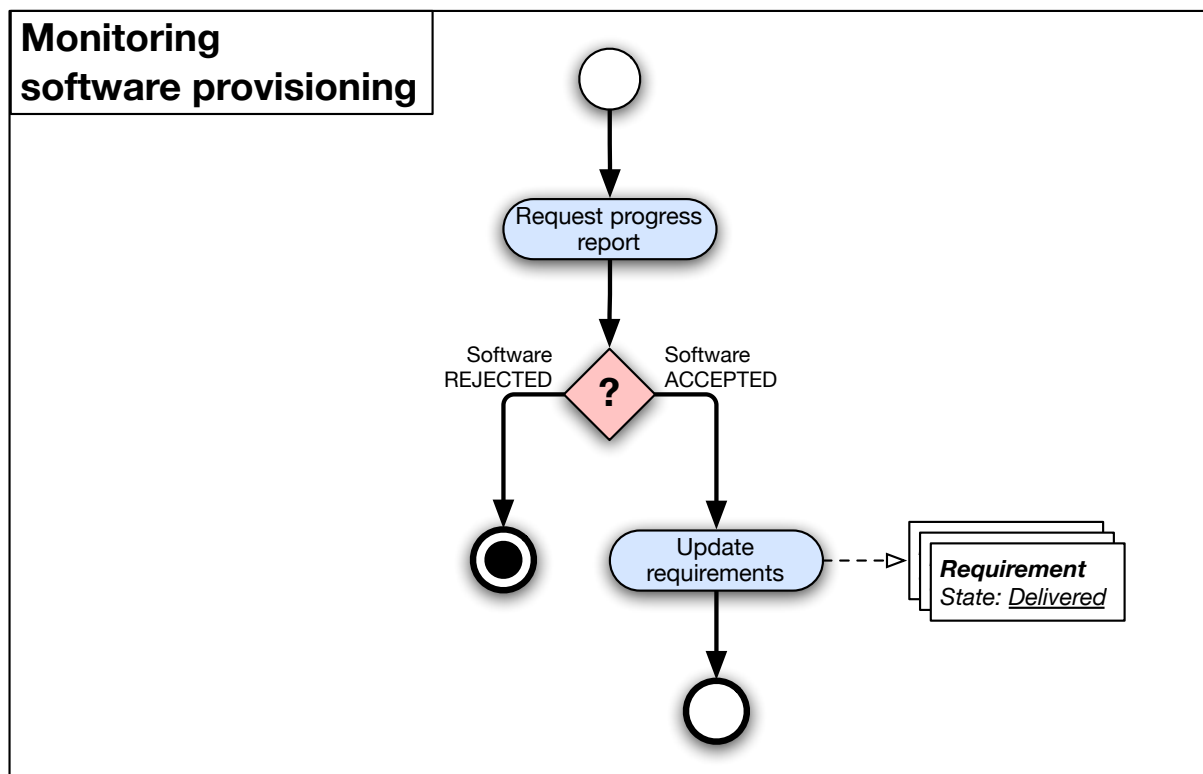 Monitoring
software provisioning
Request progress
report
Software
REJECTED
?
Software
ACCEPTED
Update
requirements
Requirement
State: Delivered